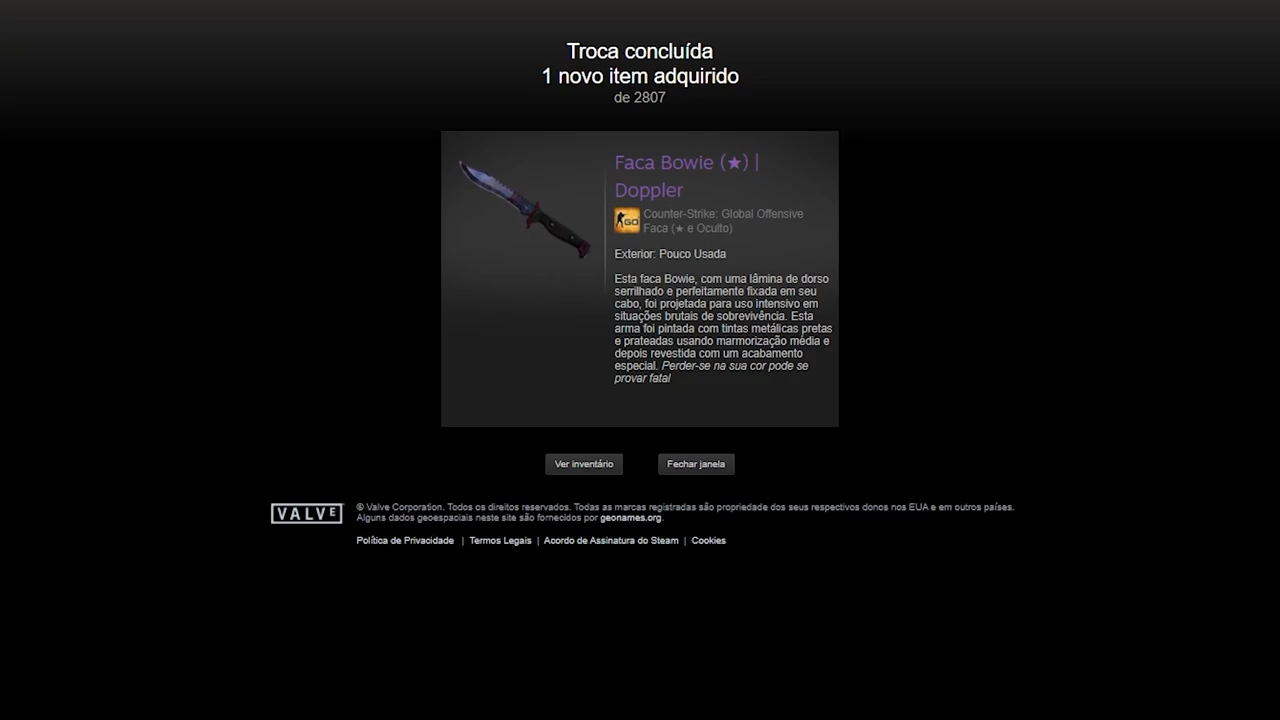 Troca concluída
1 novo item adquirido
de 2807
Faca Bowie (★) |
Doppler
GO
Counter-Strike: Global Offensive
Faca (★ e Oculto)
Exterior: Pouco Usada
Esta faca Bowie, com uma lâmina de dorso
serrilhado e perfeitamente fixada em seu
cabo, foi projetada para uso intensivo em
situações brutais de sobrevivência. Esta
arma foi pintada com tintas metálicas pretas
e prateadas usando marmorização média e
depois revestida com um acabamento
especial. Perder-se na sua cor pode se
provar fatal
Ver inventário
Fechar janela
VALVE
© Valve Corporation. Todos os direitos reservados. Todas as marcas registradas são propriedade dos seus respectivos donos nos EUA e em outros países.
Alguns dados geoespaciais neste site são fornecidos por geonames.org.
Política de Privacidade | Termos Legais | Acordo de Assinatura do Steam | Cookies